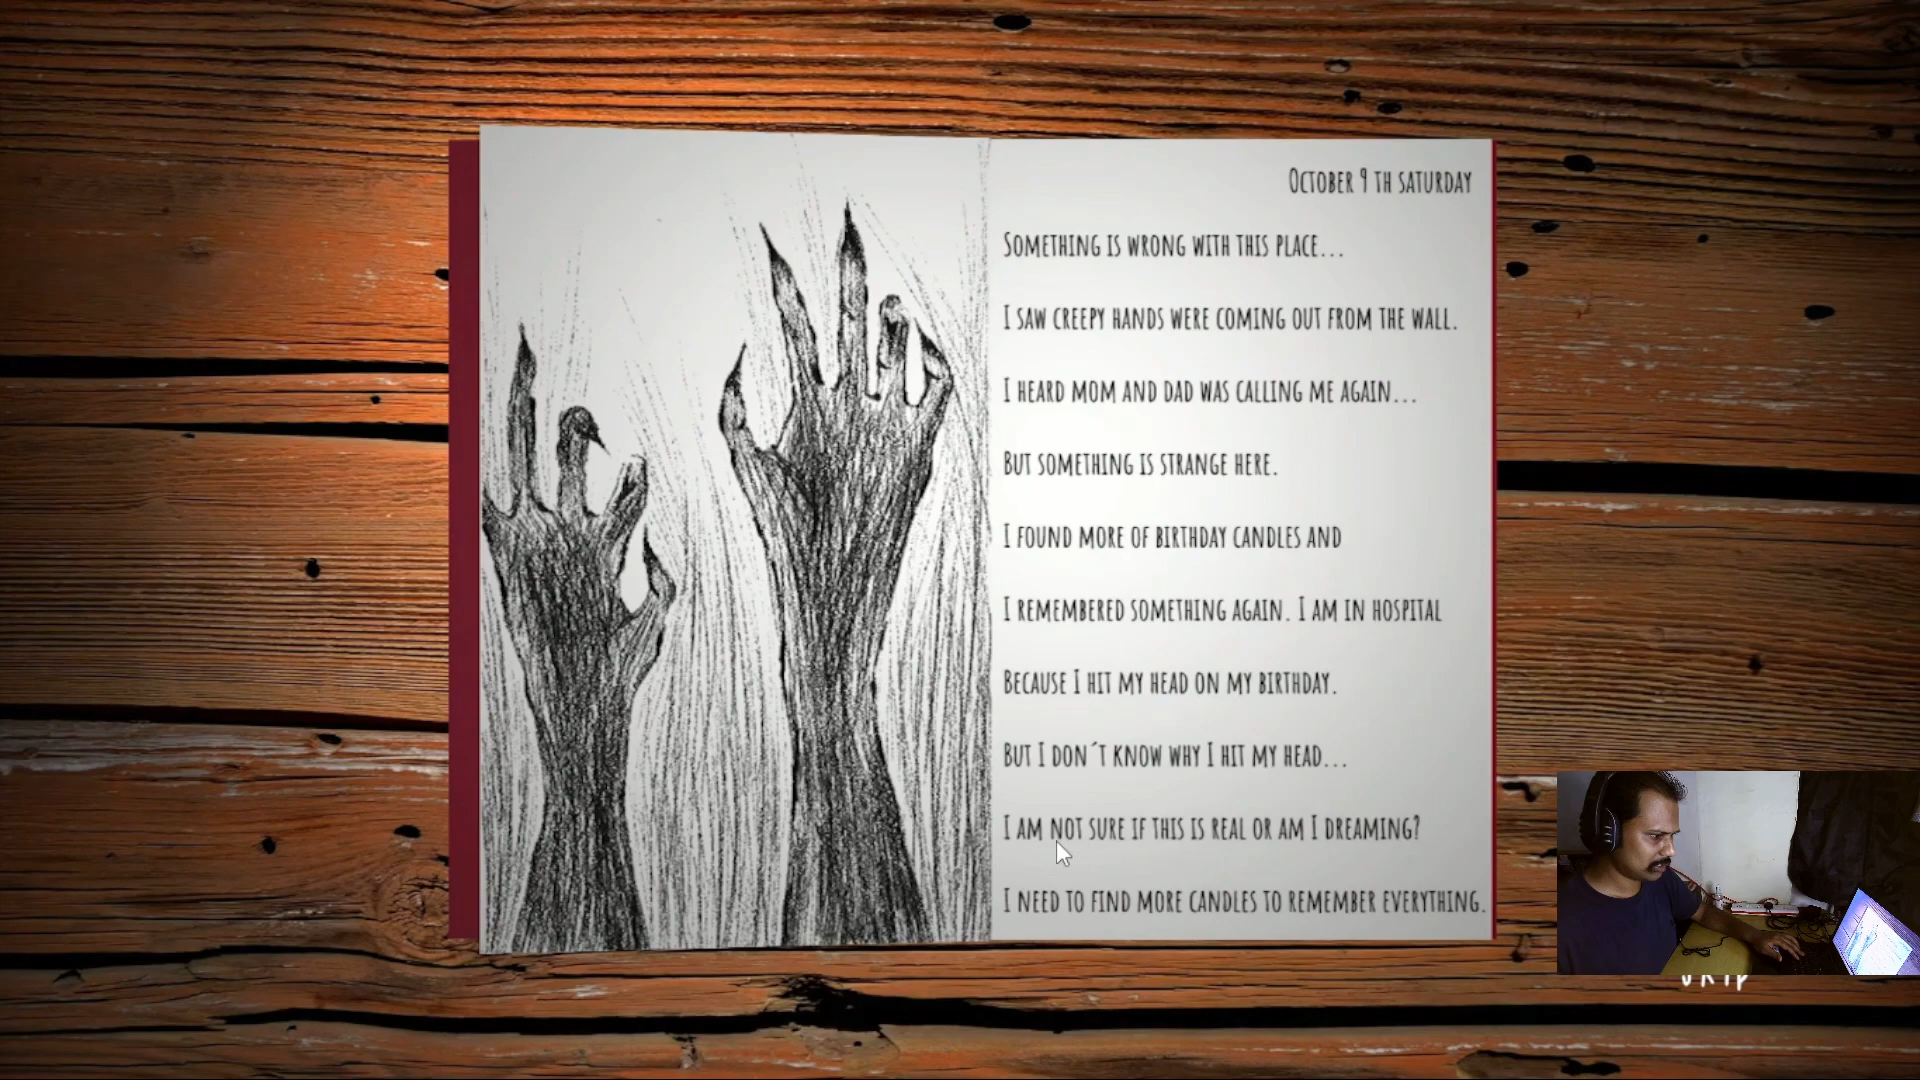 October 9 th saturday
Something is wrong with this place...
I saw creepy hands were coming out from the wall.
I heard mom and dad was calling me again...
But something is strange here.
I found more of birthday candles and
I remembered something again. I am in hospital
Because I hit my head on my birthday.
But I don´t know why I hit my head...
I am not sure if this is real or am I dreaming?
I need to find more candles to remember everything.